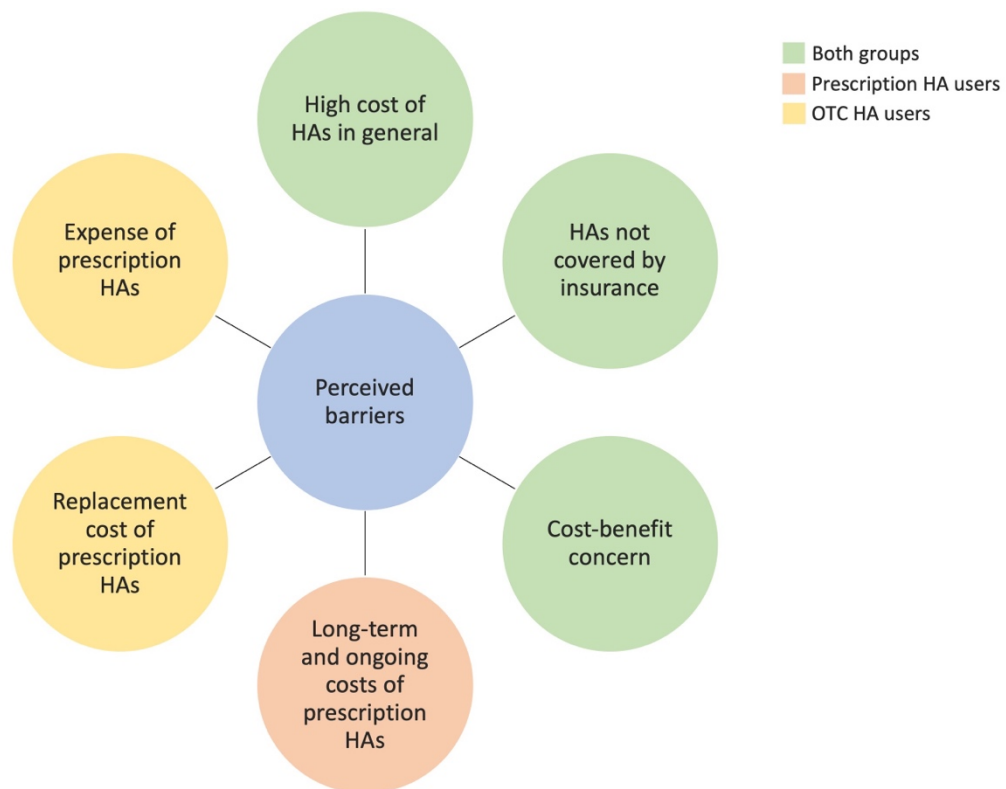 High cost of
HAs in general
HAs not
covered by
insurance
Cost-benefit
concern
Long-term
and ongoing
costs of
prescription
HAs
Replacement
cost of
prescription
HAs
Expense of
prescription
HAs
Perceived
barriers
Both groups
Prescription HA users
OTC HA users